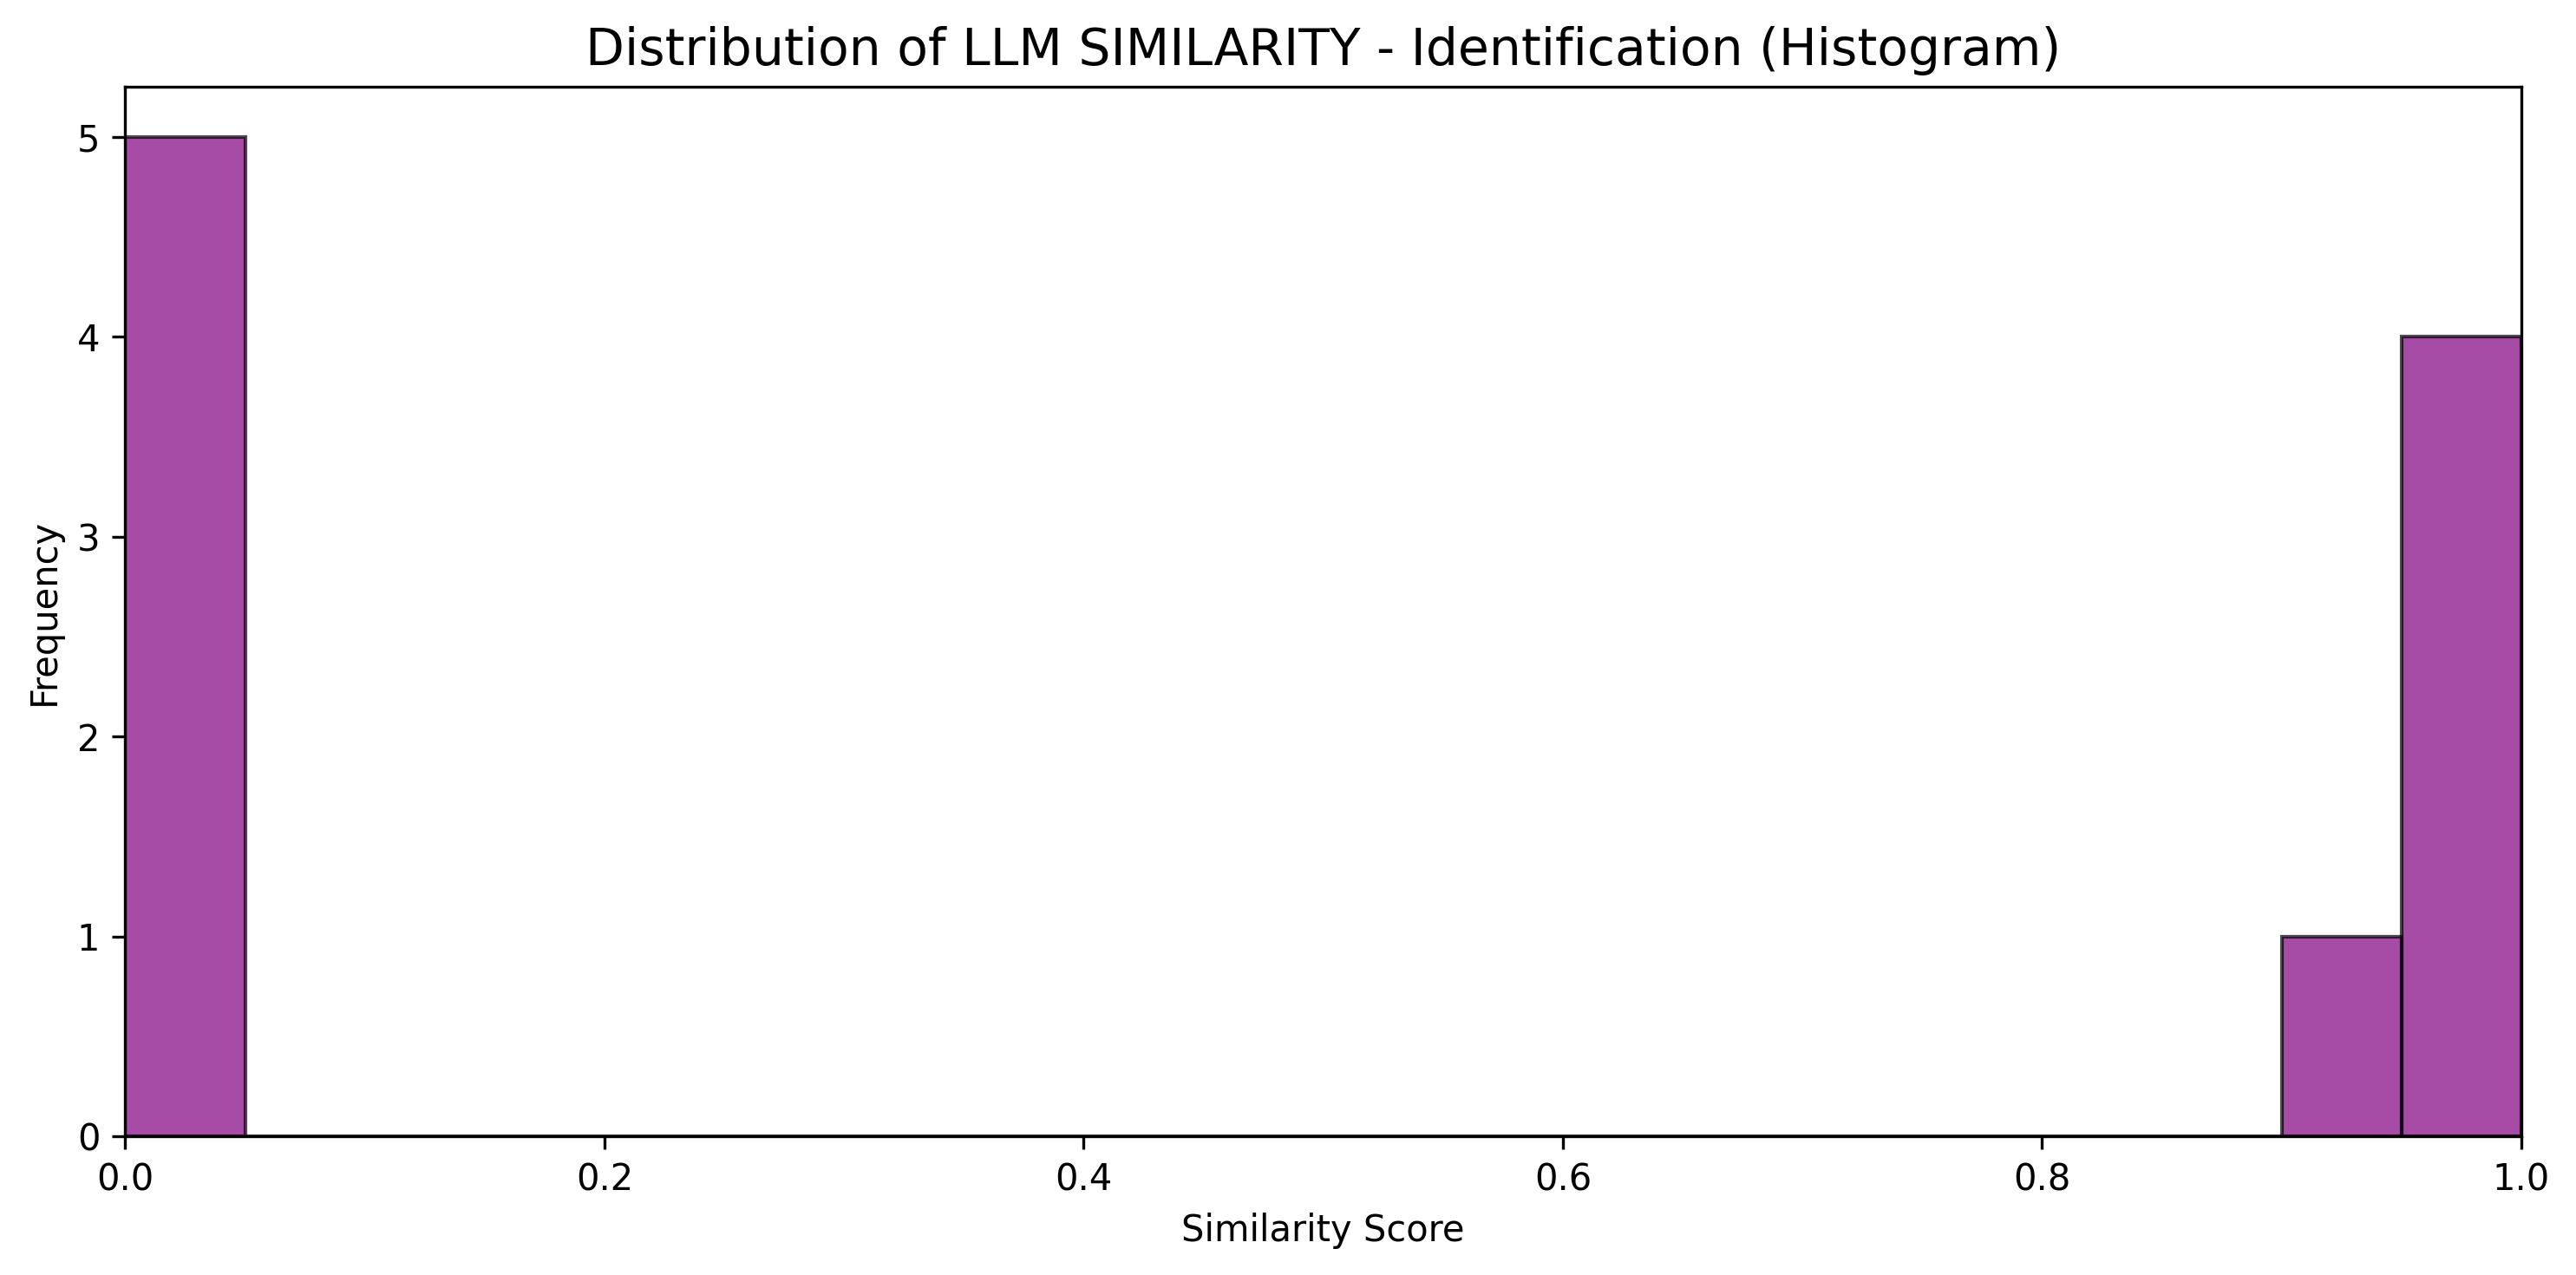 Distribution of LLM SIMILARITY - Identification (Histogram)
5
4
3
2
1
0
Frequency
0.0 0.2 0.4 0.6 0.8 1.0
Similarity Score